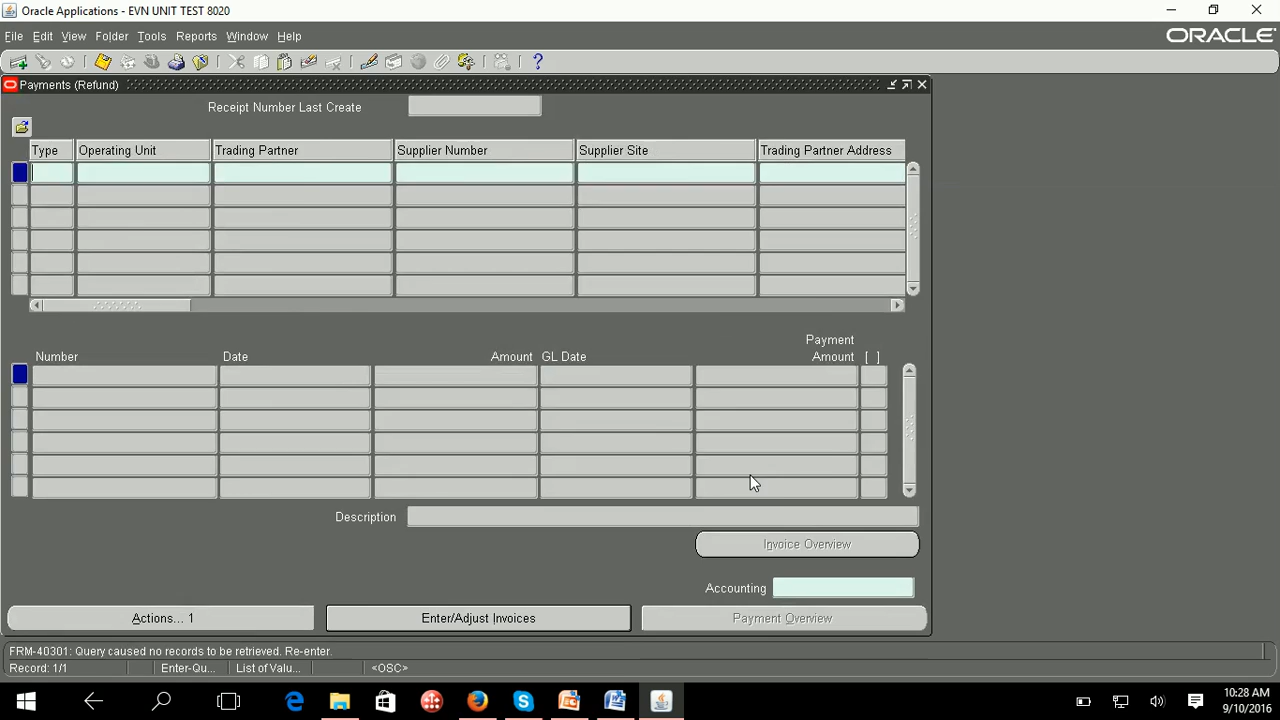 Oracle Applications - EVN UNIT TEST 8020
File Edit View Folder Tools Reports Window Help
ORACLE
Payments (Refund)
Receipt Number Last Create
Type Operating Unit Trading Partner Supplier Number Supplier Site Trading Partner Address
Payment
Number Date Amount GL Date Amount [ ]
Description
Invoice Overview
Accounting
Actions... 1 Enter/Adjust Invoices Payment Overview
FRM-40301: Query caused no records to be retrieved. Re-enter.
Record: 1/1 Enter-Qu... List of Valu... <OSC>
10:28 AM
9/10/2016